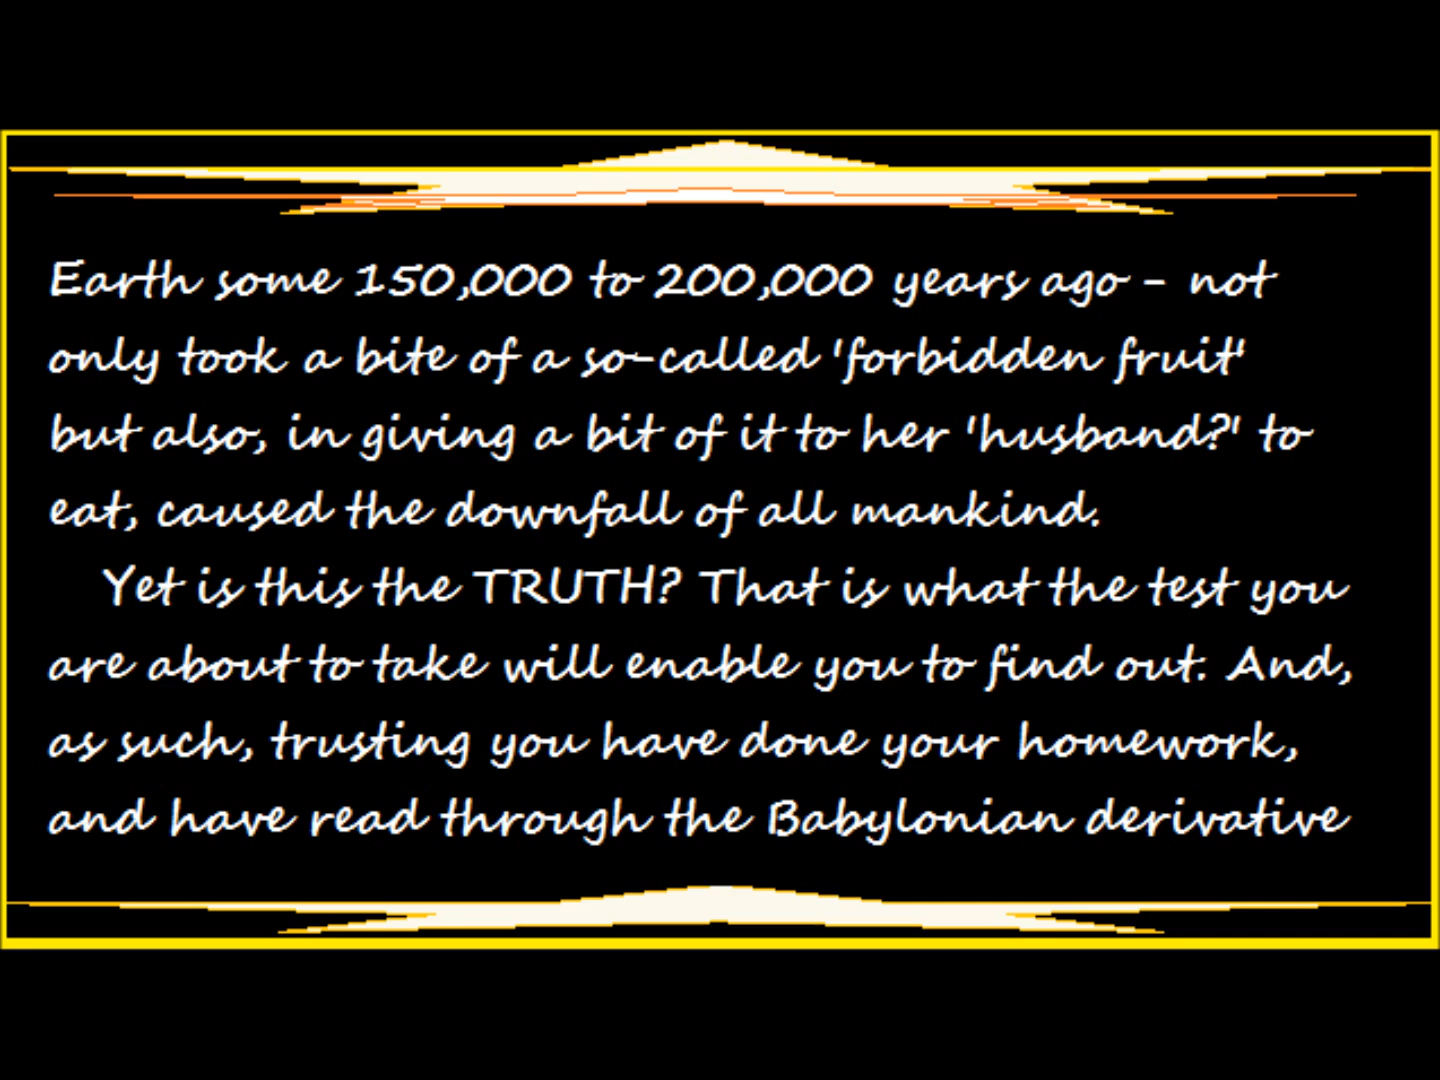 Earth some 150,000 to 200,000 years ago - not
only took a bite of a so-called 'forbidden fruit'
but also, in giving a bit of it to her 'husband?' to
eat, caused the downfall of all mankind.
Yet is this the TRUTH? That is what the test you
are about to take will enable you to find out. And,
as such, trusting you have done your homework,
and have read through the Babylonian derivative